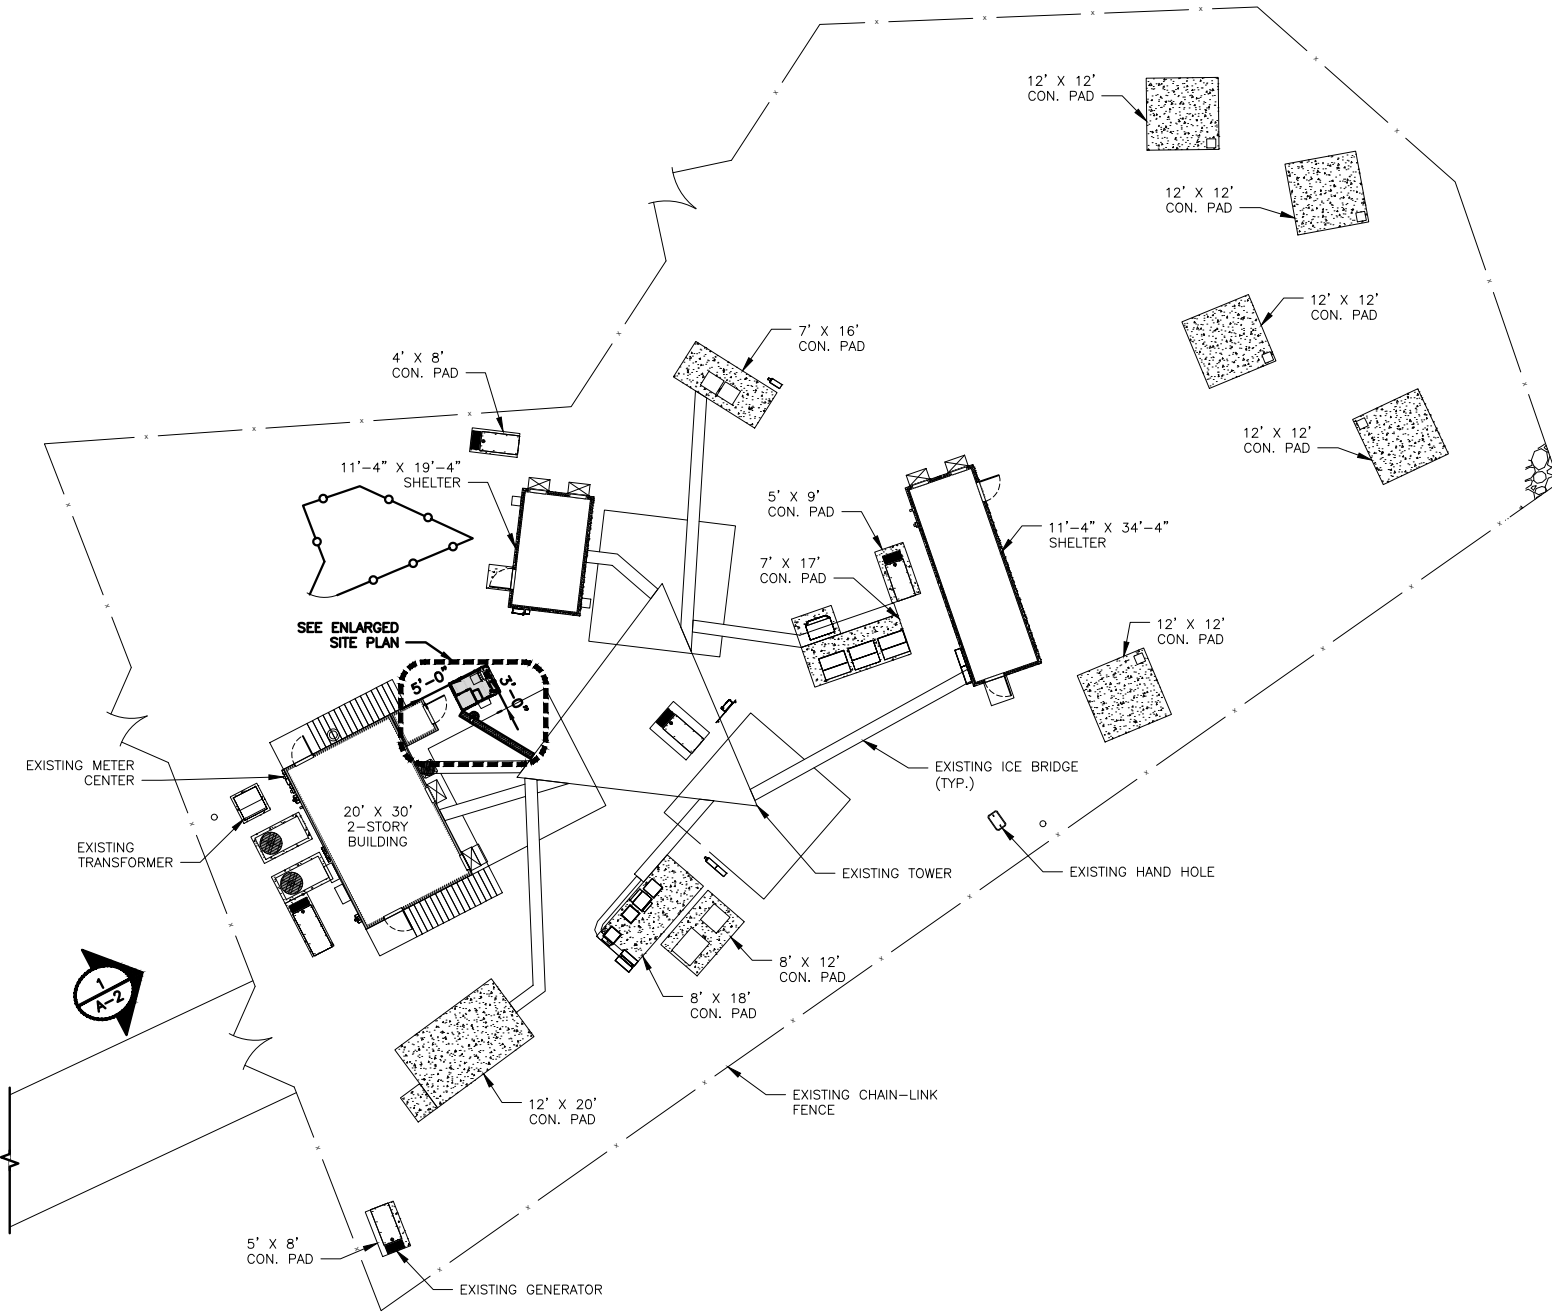 12' X 12'
CON. PAD
12' X 12'
CON. PAD
12' X 12'
CON. PAD
7' X 16'
CON. PAD
4' X 8'
CON. PAD
12' X 12'
CON. PAD
11'-4" X 19'-4"
SHELTER
5' X 9'
CON. PAD
11'-4" X 34'-4"
SHELTER
7' X 17'
CON. PAD
SEE ENLARGED
SITE PLAN
12' X 12'
CON. PAD
5'-0"
3'-0"
EXISTING METER
CENTER
EXISTING ICE BRIDGE
(TYP.)
20' X 30'
2-STORY
BUILDING
EXISTING
TRANSFORMER
EXISTING TOWER
EXISTING HAND HOLE
8' X 12'
CON. PAD
1
A-2
8' X 18'
CON. PAD
EXISTING CHAIN-LINK
FENCE
12' X 20'
CON. PAD
5' X 8'
CON. PAD
EXISTING GENERATOR